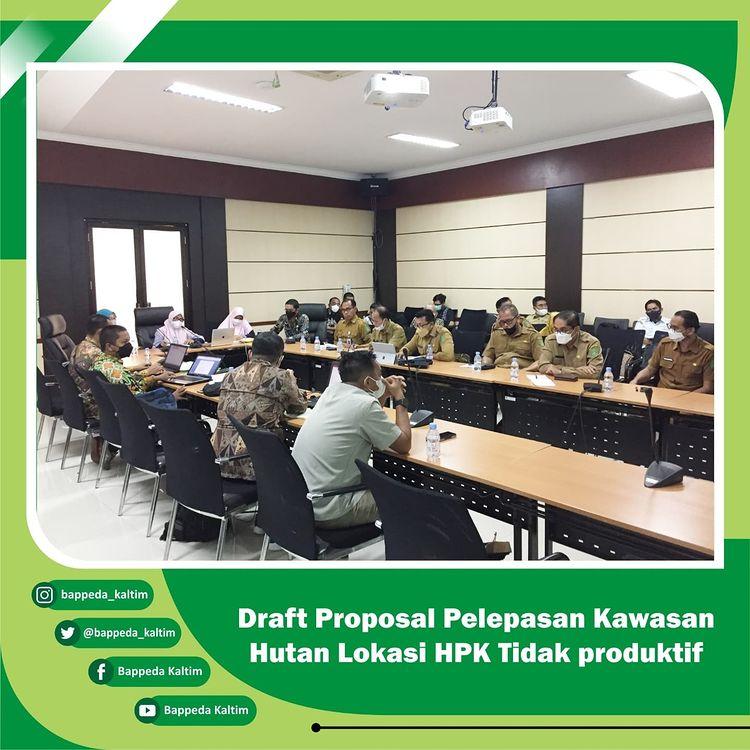 bappeda_kaltim
@bappeda_kaltim
Bappeda Kaltim
Bappeda Kaltim
Draft Proposal Pelepasan Kawasan
Hutan Lokasi HPK Tidak produktif